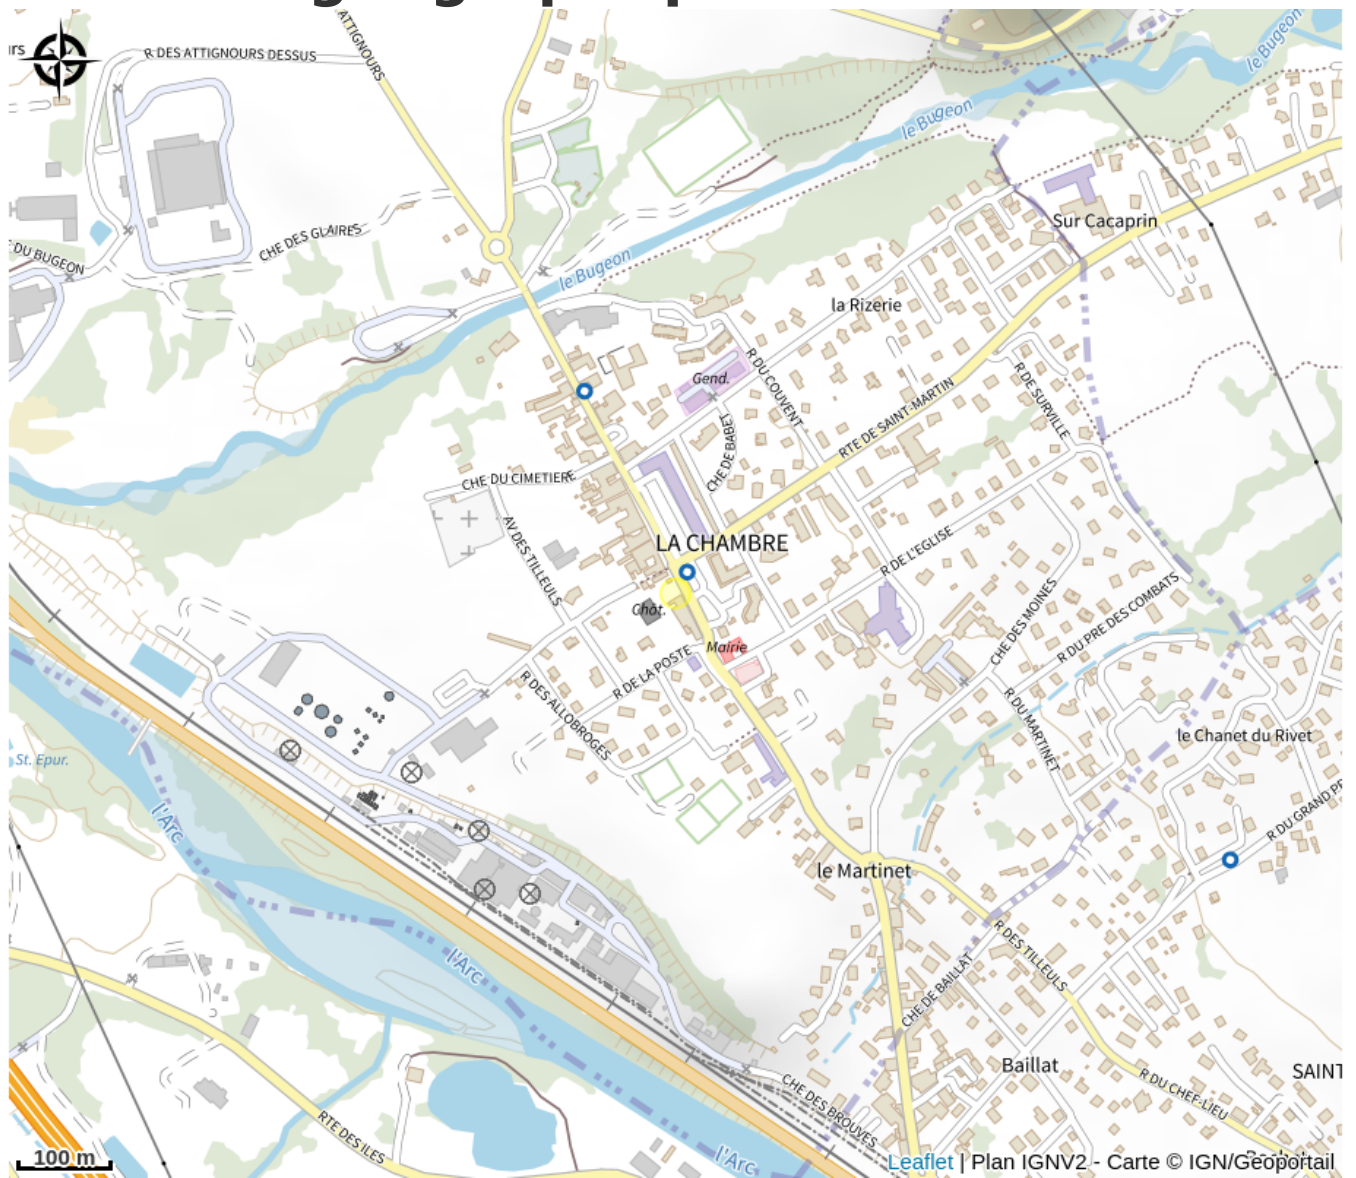 ATTIGNOURS
R DES ATTIGNOURS DESSUS
le Bugeon
le Bugeon
Sur Cacaprin
CHE DES GLAIRES
DU BUGEON
le Bugeon
la Rizerie
R DU COUVENT
Gend.
R DE SURVILLE
RTE DE SAINT-MARTIN
CHE DE BABET
CHE DU CIMETIERE
AV DES TILLEULS
LA CHAMBRE
R DE L'EGLISE
Chât.
CHE DES MOINES
R DU PRE DES COMBATS
Mairie
R DE LA POSTE
R DES ALLOBROGES
R DU MARTINET
le Chanet du Rivet
St. Epur.
l'Arc
R DU GRAND PR
le Martinet
R DES TILLEULS
l'Arc
CHE DE BAILLAT
Baillat
SAINT
R DU CHEF-LIEU
CHE DES BROUVES
RTE DES ILES
l'Arc
100 m
Leaflet | Plan IGNV2 - Carte © IGN/Geoportail